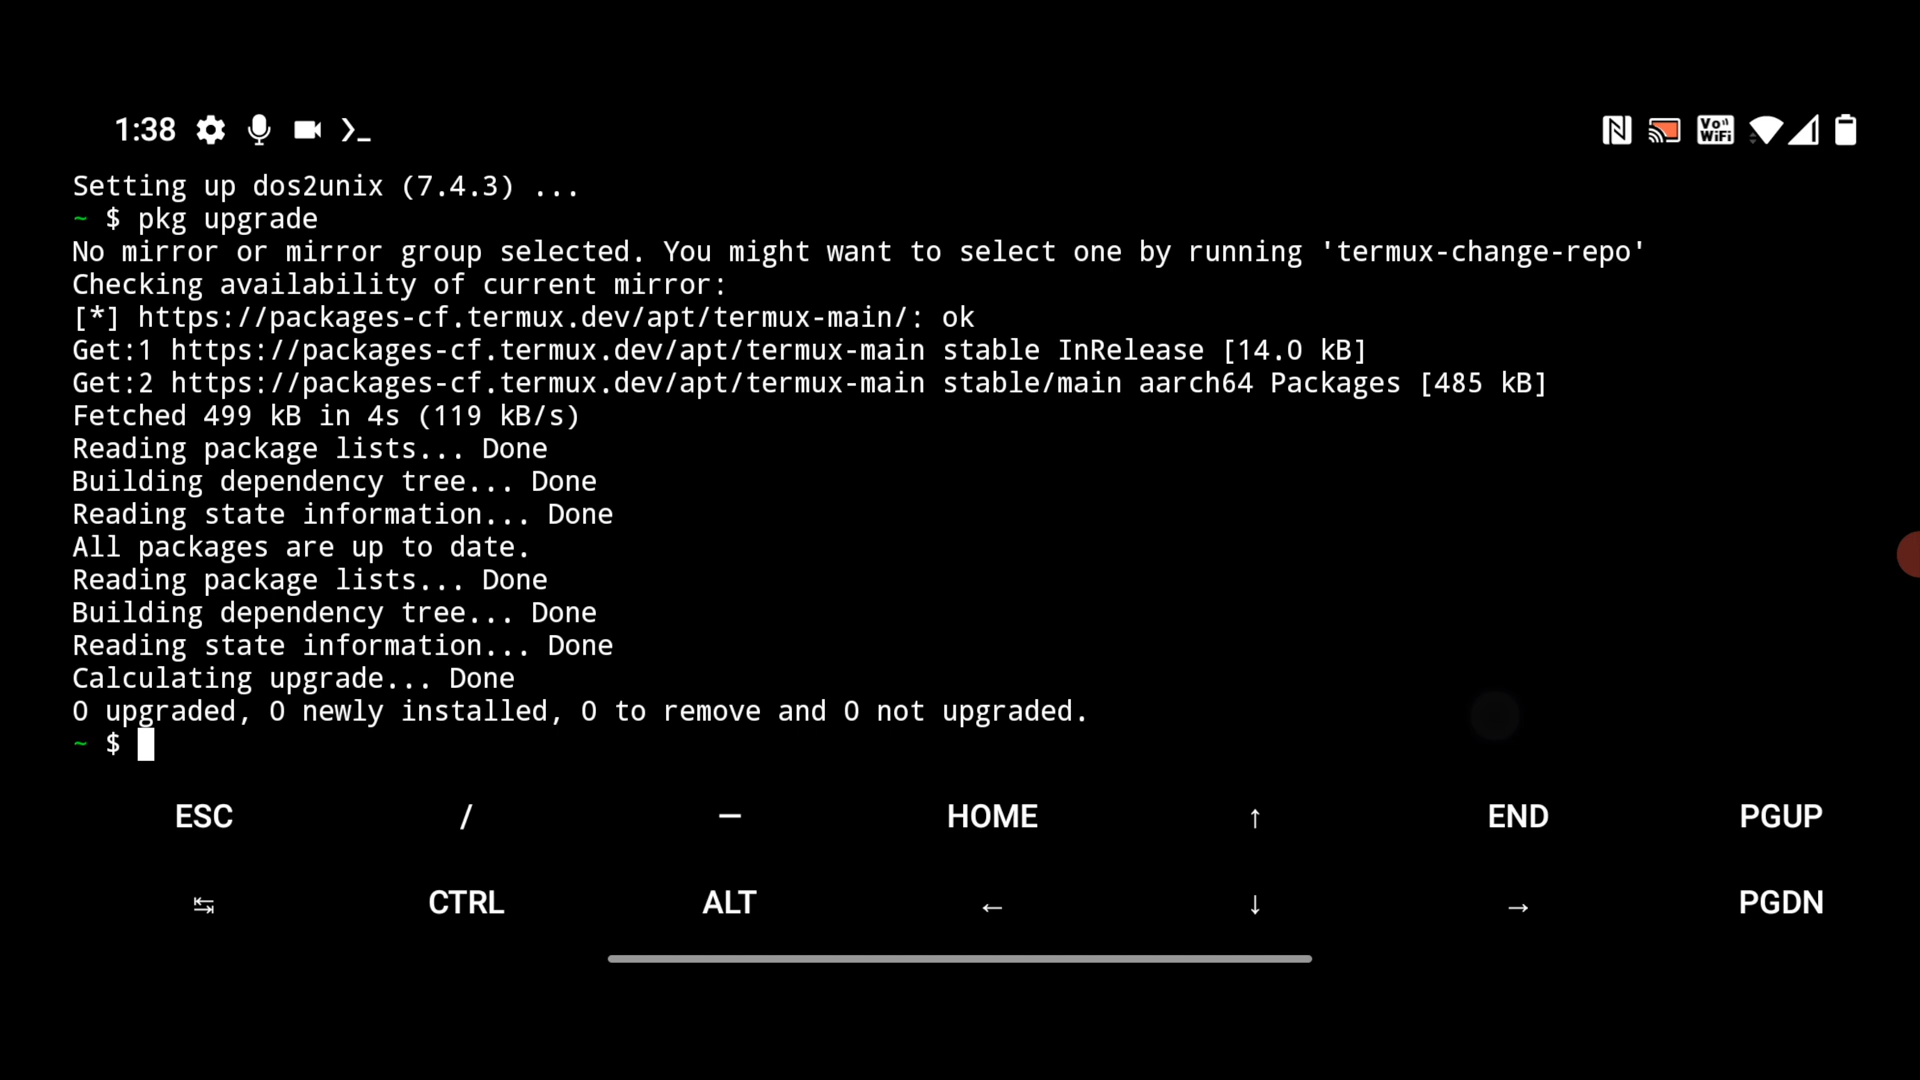 1:38
Vo)) WiFi
Setting up dos2unix (7.4.3) ...
~ $ pkg upgrade
No mirror or mirror group selected. You might want to select one by running 'termux-change-repo'
Checking availability of current mirror:
[*] https://packages-cf.termux.dev/apt/termux-main/: ok
Get:1 https://packages-cf.termux.dev/apt/termux-main stable InRelease [14.0 kB]
Get:2 https://packages-cf.termux.dev/apt/termux-main stable/main aarch64 Packages [485 kB]
Fetched 499 kB in 4s (119 kB/s)
Reading package lists... Done
Building dependency tree... Done
Reading state information... Done
All packages are up to date.
Reading package lists... Done
Building dependency tree... Done
Reading state information... Done
Calculating upgrade... Done
0 upgraded, 0 newly installed, 0 to remove and 0 not upgraded.
~ $
ESC / — HOME ↑ END PGUP
↹ CTRL ALT ← ↓ → PGDN